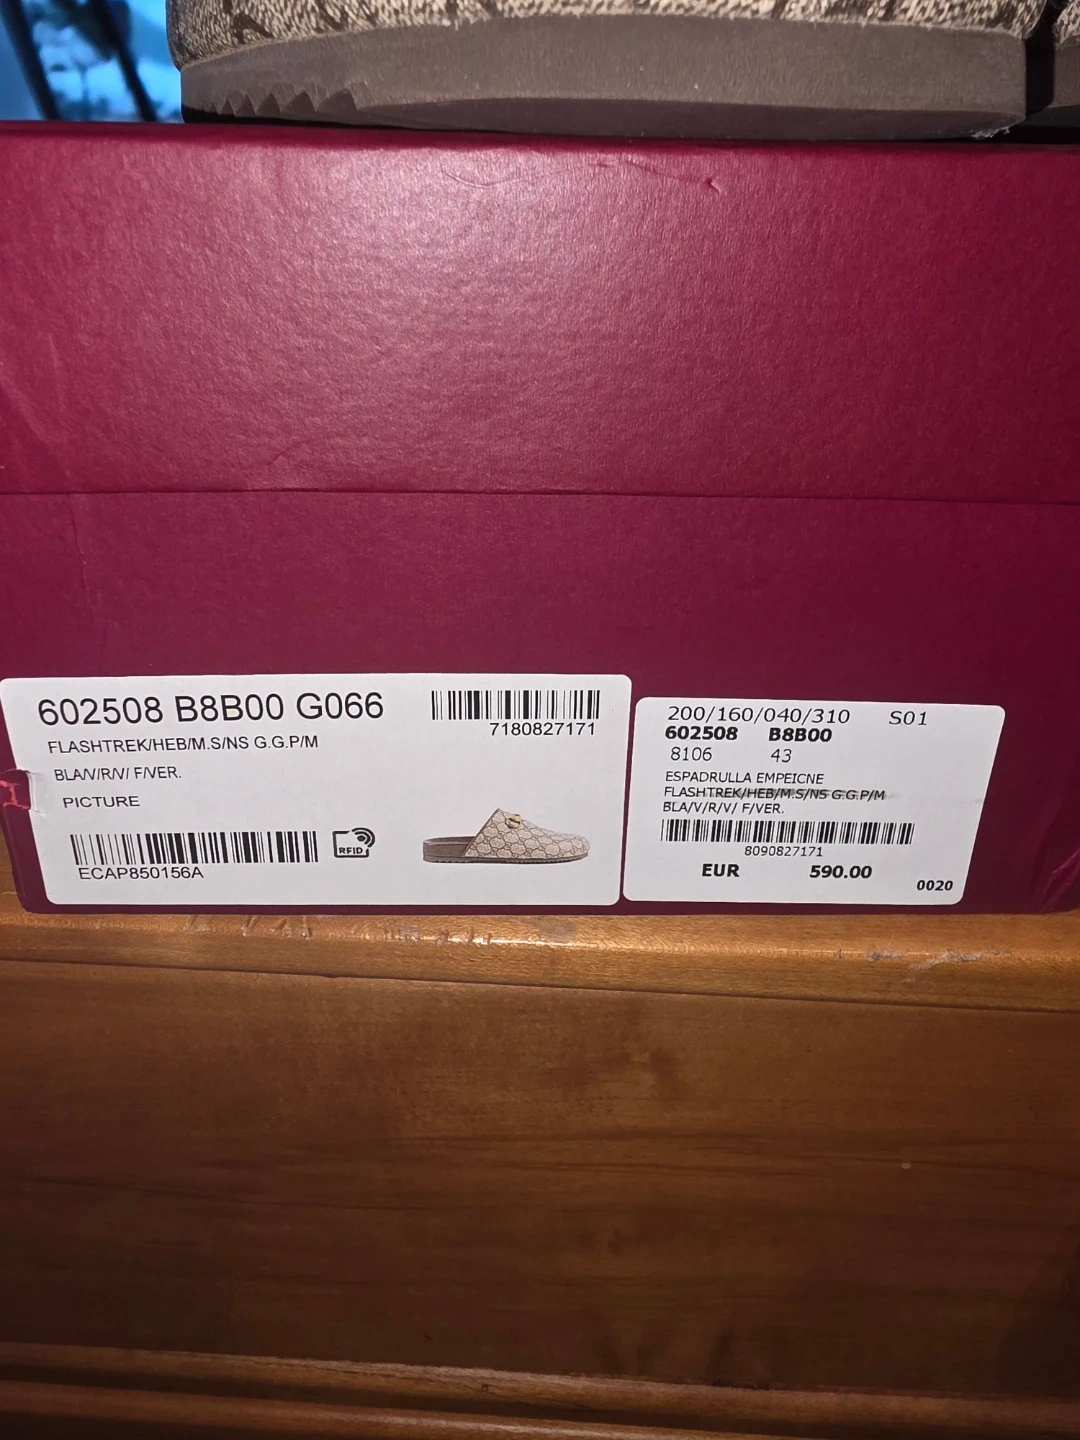 602508 B8B00 G066
7180827171
FLASHTREK/HEB/M.S/NS G.G.P/M
BLA/V/R/V/ F/VER.
PICTURE
RFID
ECAP850156A
200/160/040/310 S01
602508 B8B00
8106 43
ESPADRULLA EMPEICNE
FLASHTREK/HEB/M.S/NS G.G.P/M
BLA/V/R/V/ F/VER.
8090827171
EUR 590.00
0020